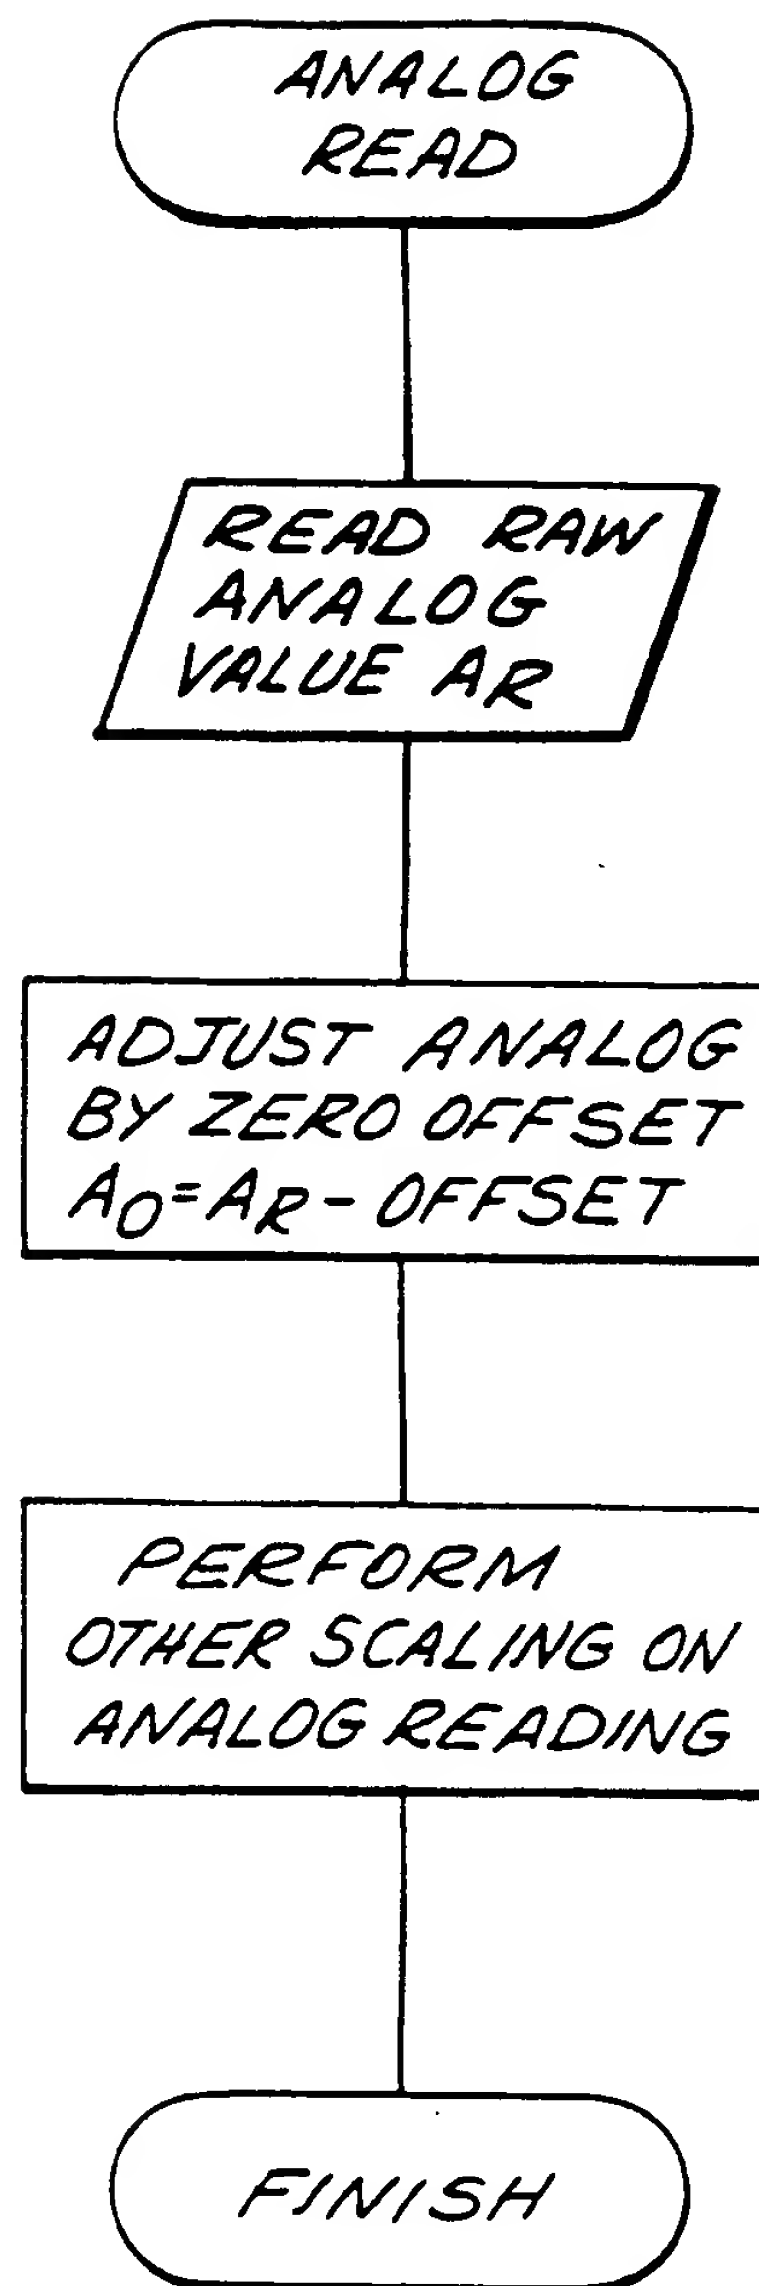 ANALOG
READ
READ RAW
ANALOG
VALUE AR
ADJUST ANALOG
BY ZERO OFFSET
AO=AR-OFFSET
PERFORM
OTHER SCALING ON
ANALOG READING
FINISH